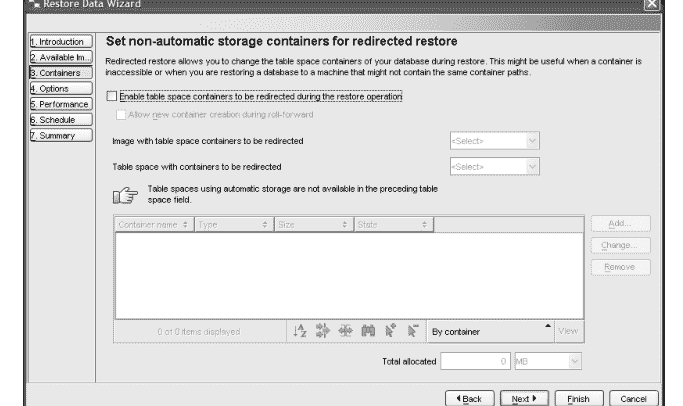 Restore Data Wizard
1. Introduction
2. Available Im...
3. Containers
4. Options
5. Performance
6. Schedule
7. Summary
Set non-automatic storage containers for redirected restore
Redirected restore allows you to change the table space containers of your database during restore. This might be useful when a container is
inaccessible or when you are restoring a database to a machine that might not contain the same container paths.
Enable table space containers to be redirected during the restore operation
Allow new container creation during roll-forward
Image with table space containers to be redirected
<Select>
Table space with containers to be redirected
<Select>
Table spaces using automatic storage are not available in the preceding table
space field.
Container name Type Size State
Add...
Change...
Remove
0 of 0 items displayed
By container
View
Total allocated 0 MB
Back Next Finish Cancel